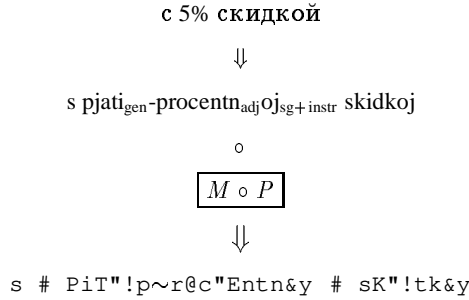 с 5% скидкой
⇓
s pjati_gen-procentn_adj oj_sg+instr skidkoj
∘
M ∘ P
⇓
s # PiT"!p~r@c"Entn&y # sK"!tk&y